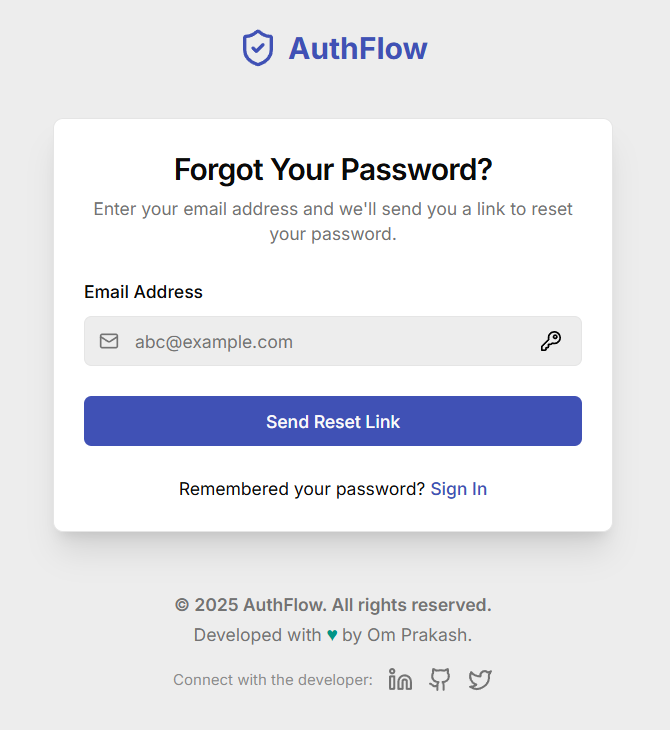 AuthFlow
Forgot Your Password?
Enter your email address and we'll send you a link to reset
your password.
Email Address
abc@example.com
Send Reset Link
Remembered your password? Sign In
© 2025 AuthFlow. All rights reserved.
Developed with ♥ by Om Prakash.
Connect with the developer: